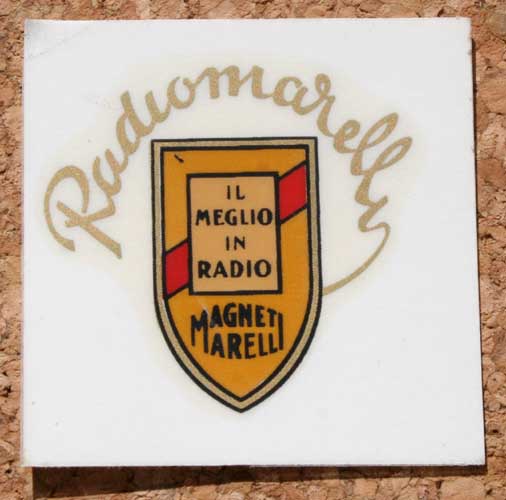 Radiomarelli
IL
MEGLIO
IN
RADIO
MAGNETI
MARELLI